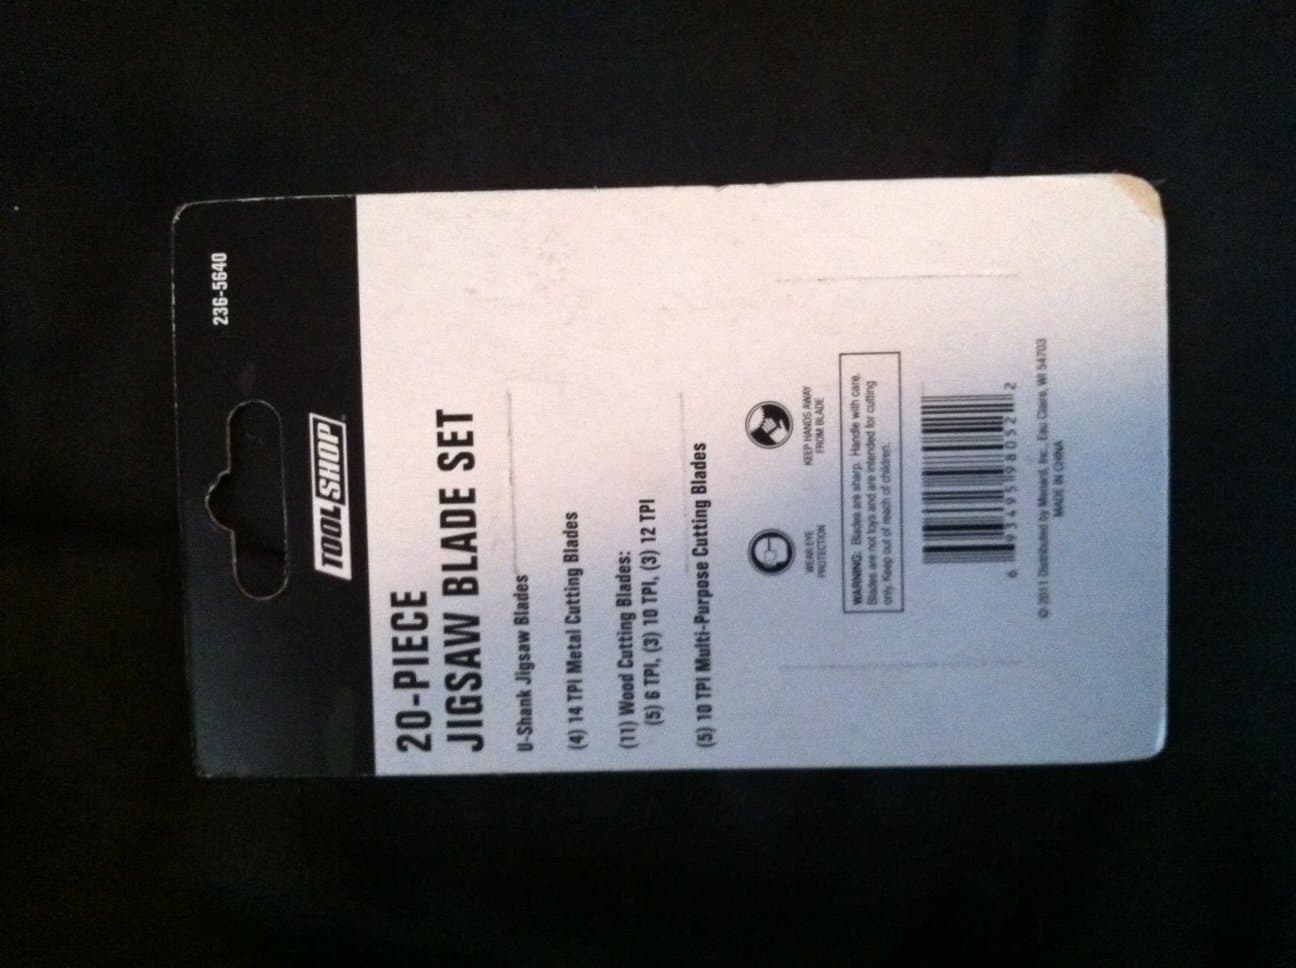 236-5640
TOOL SHOP
20-PIECE
JIGSAW BLADE SET
U-Shank Jigsaw Blades
(4) 14 TPI Metal Cutting Blades
(11) Wood Cutting Blades:
(5) 6 TPI, (3) 10 TPI, (3) 12 TPI
(5) 10 TPI Multi-Purpose Cutting Blades
WEAR EYE
PROTECTION
KEEP HANDS AWAY
FROM BLADE
WARNING: Blades are sharp. Handle with care.
Blades are not toys and are intended for cutting
only. Keep out of reach of children.
6 93495 98052 2
© 2011 Distributed by Menard, Inc., Eau Claire, WI 54703
MADE IN CHINA